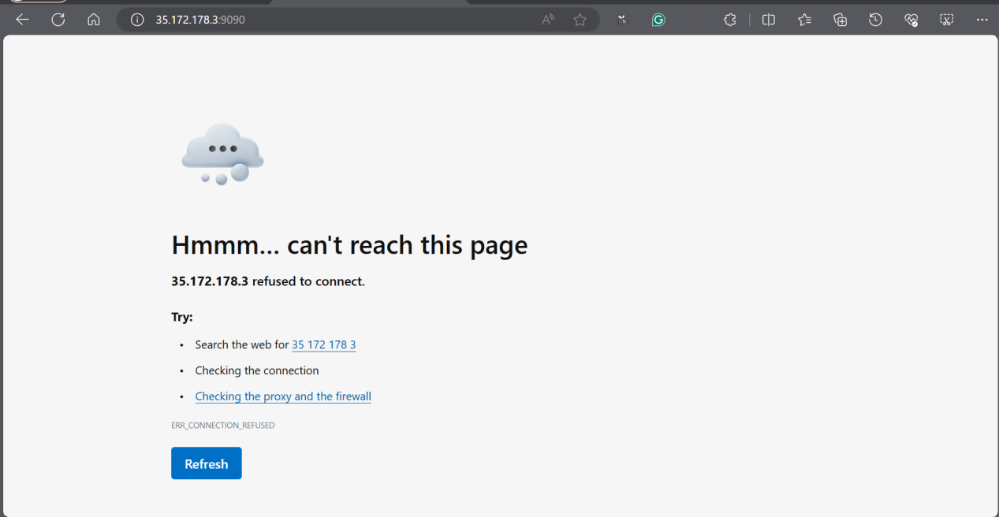 35.172.178.3:9090
Hmmm... can't reach this page
35.172.178.3 refused to connect.
Try:
• Search the web for 35 172 178 3
• Checking the connection
• Checking the proxy and the firewall
ERR_CONNECTION_REFUSED
Refresh